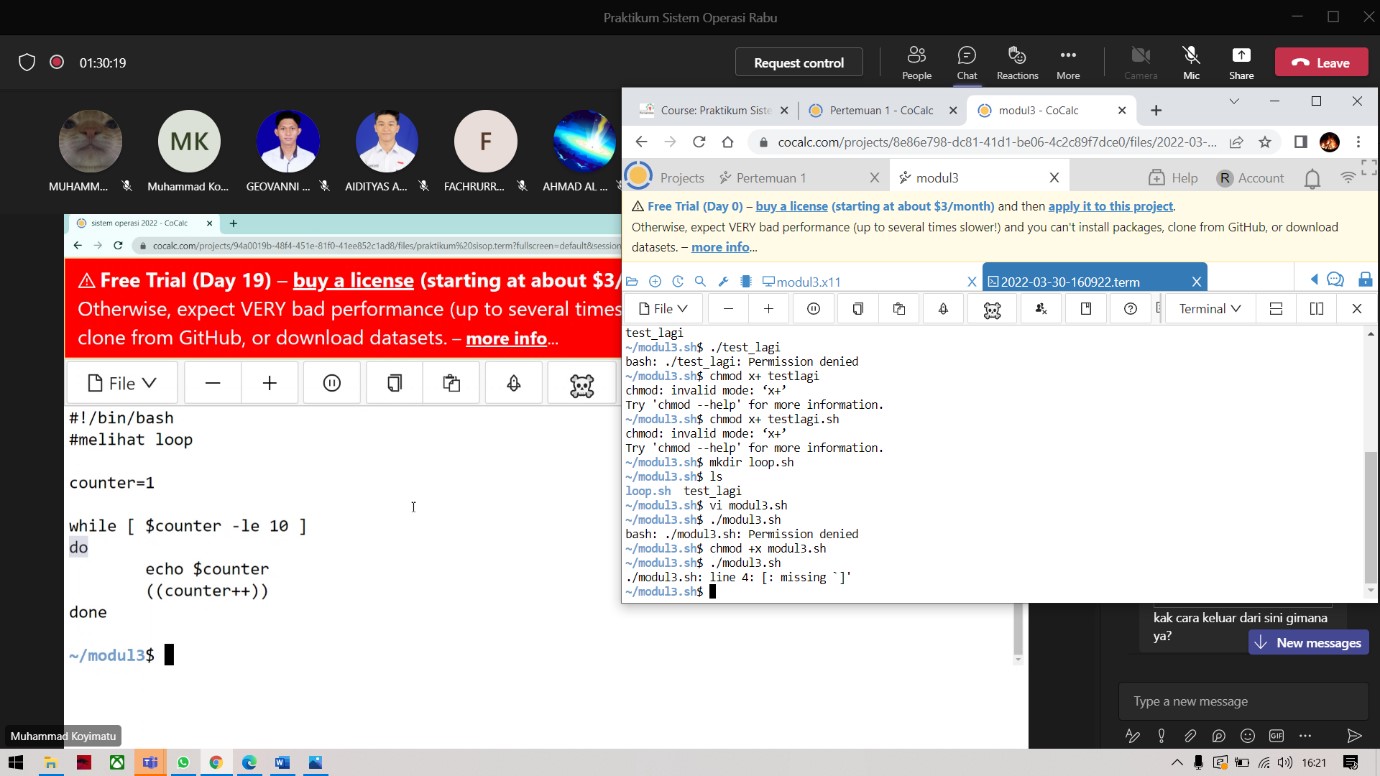 Praktikum Sistem Operasi Rabu
01:30:19
Request control
People
Chat
Reactions
More
Camera
Mic
Share
Leave
MUHAMM...
MK
Muhammad Ko...
GEOVANNI ...
AIDITYAS A...
F
FACHRURR...
AHMAD AL ...
sistem operasi 2022 - CoCalc
cocalc.com/projects/94a0019b-48f4-451e-81f0-41ee852c1ad8/files/praktikum%20sisop.term?fullscreen=default&session
⚠ Free Trial (Day 19) – buy a license (starting at about $3/
Otherwise, expect VERY bad performance (up to several times
clone from GitHub, or download datasets. – more info...
File
#!/bin/bash
#melihat loop
counter=1
while [ $counter -le 10 ]
do
echo $counter
((counter++))
done
~/modul3$
Muhammad Koyimatu
Course: Praktikum Siste
Pertemuan 1 - CoCalc
modul3 - CoCalc
cocalc.com/projects/8e86e798-dc81-41d1-be06-4c2c89f7dce0/files/2022-03-...
Projects
Pertemuan 1
modul3
Help
R Account
⚠ Free Trial (Day 0) – buy a license (starting at about $3/month) and then apply it to this project.
Otherwise, expect VERY bad performance (up to several times slower!) and you can't install packages, clone from GitHub, or download
datasets. – more info...
modul3.x11
2022-03-30-160922.term
File
Terminal
test_lagi
~/modul3.sh$ ./test_lagi
bash: ./test_lagi: Permission denied
~/modul3.sh$ chmod x+ testlagi
chmod: invalid mode: ‘x+’
Try 'chmod --help' for more information.
~/modul3.sh$ chmod x+ testlagi.sh
chmod: invalid mode: ‘x+’
Try 'chmod --help' for more information.
~/modul3.sh$ mkdir loop.sh
~/modul3.sh$ ls
loop.sh test_lagi
~/modul3.sh$ vi modul3.sh
~/modul3.sh$ ./modul3.sh
bash: ./modul3.sh: Permission denied
~/modul3.sh$ chmod +x modul3.sh
~/modul3.sh$ ./modul3.sh
./modul3.sh: line 4: [: missing `]'
~/modul3.sh$
kak cara keluar dari sini gimana
ya?
New messages
Type a new message
GIF
16:21